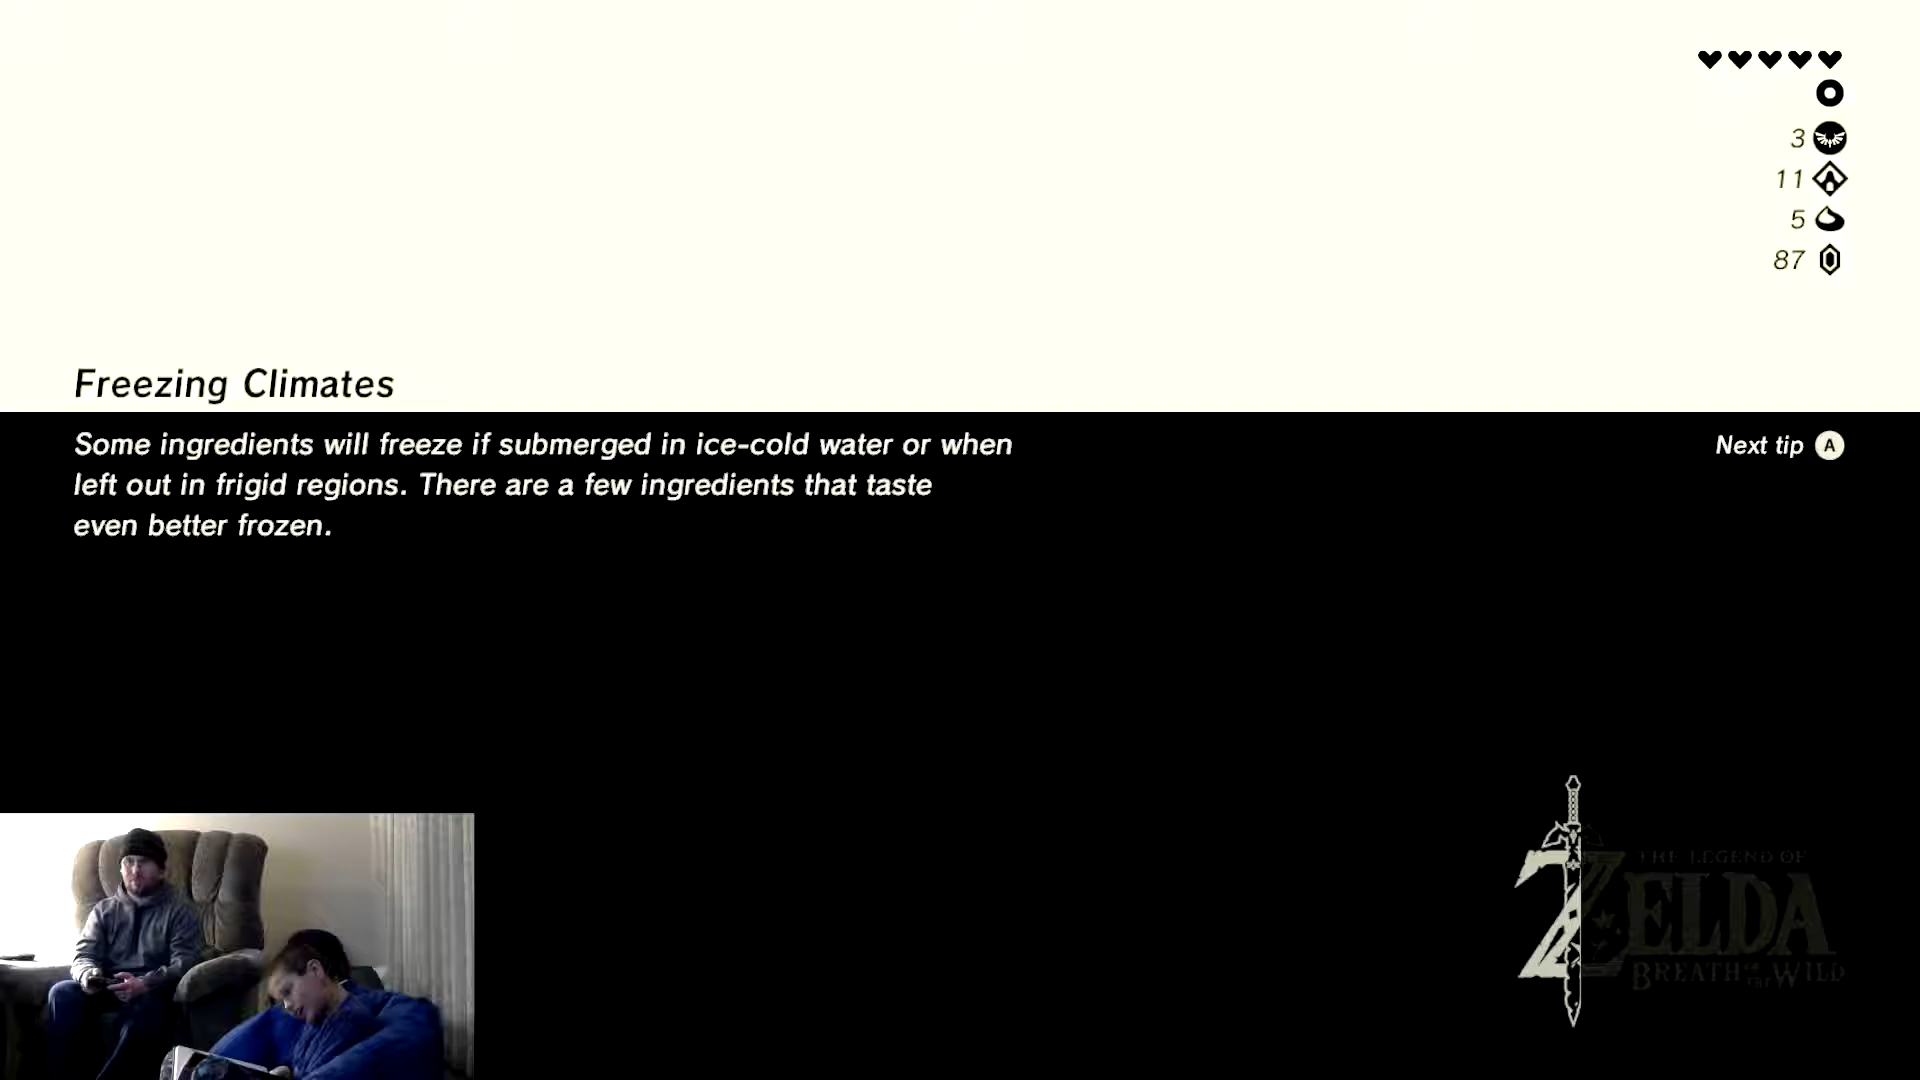 3
11
5
87
Freezing Climates
Some ingredients will freeze if submerged in ice-cold water or when
left out in frigid regions. There are a few ingredients that taste
even better frozen.
Next tip A
THE LEGEND OF
ZELDA
BREATH OF THE WILD